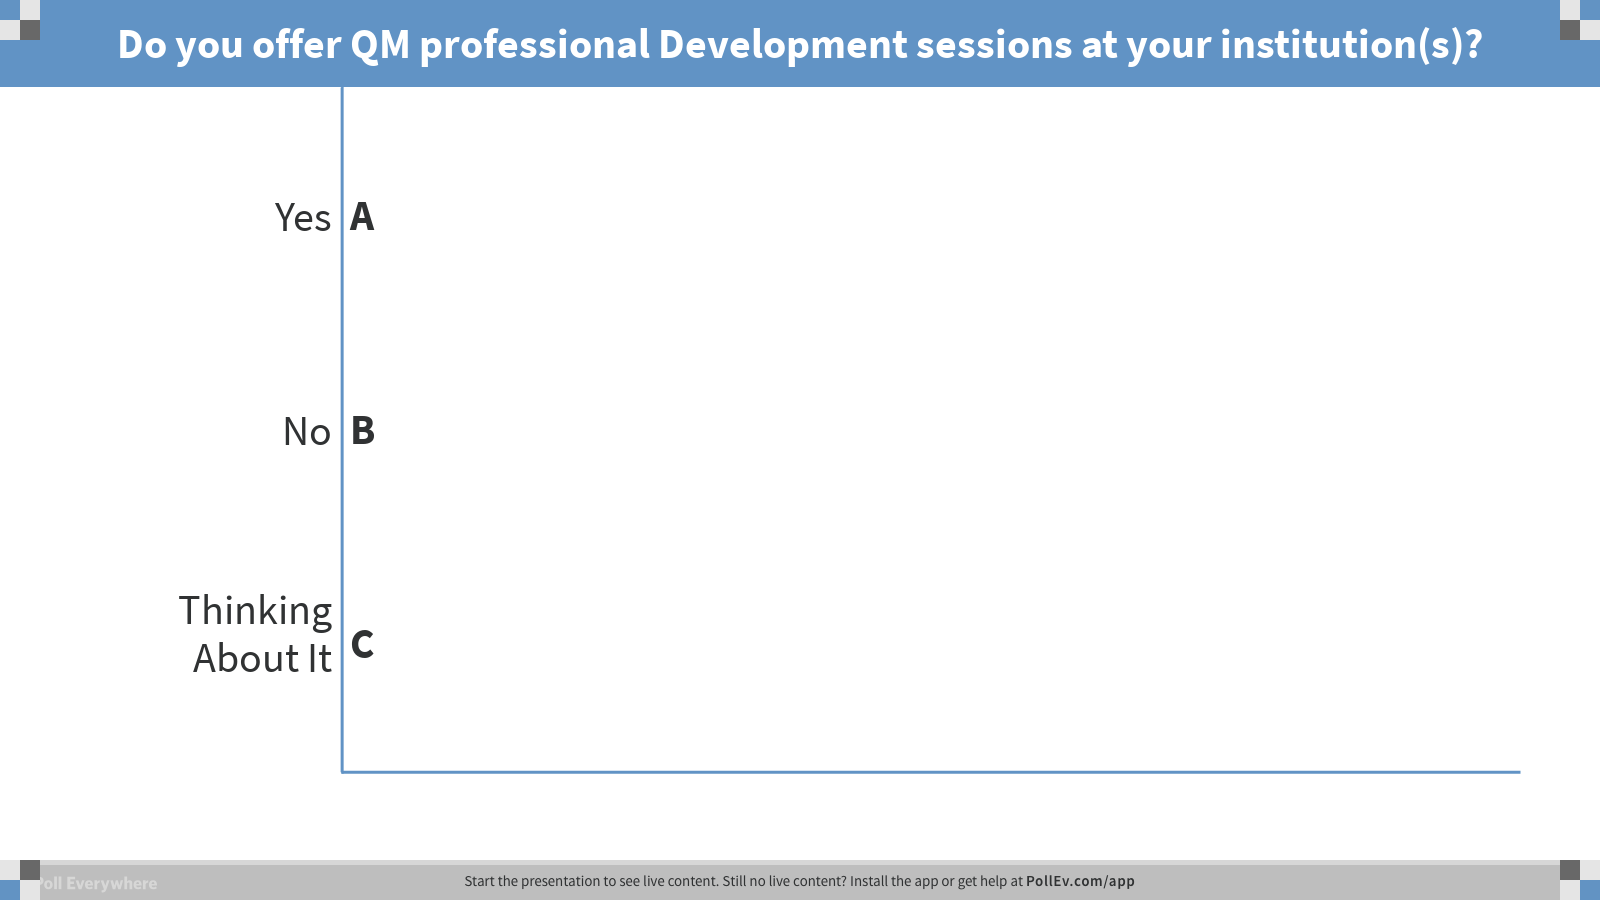 Do you offer QM professional Development sessions at your institution(s)?
Yes A
No B
Thinking
About It C
Poll Everywhere
Start the presentation to see live content. Still no live content? Install the app or get help at PollEv.com/app